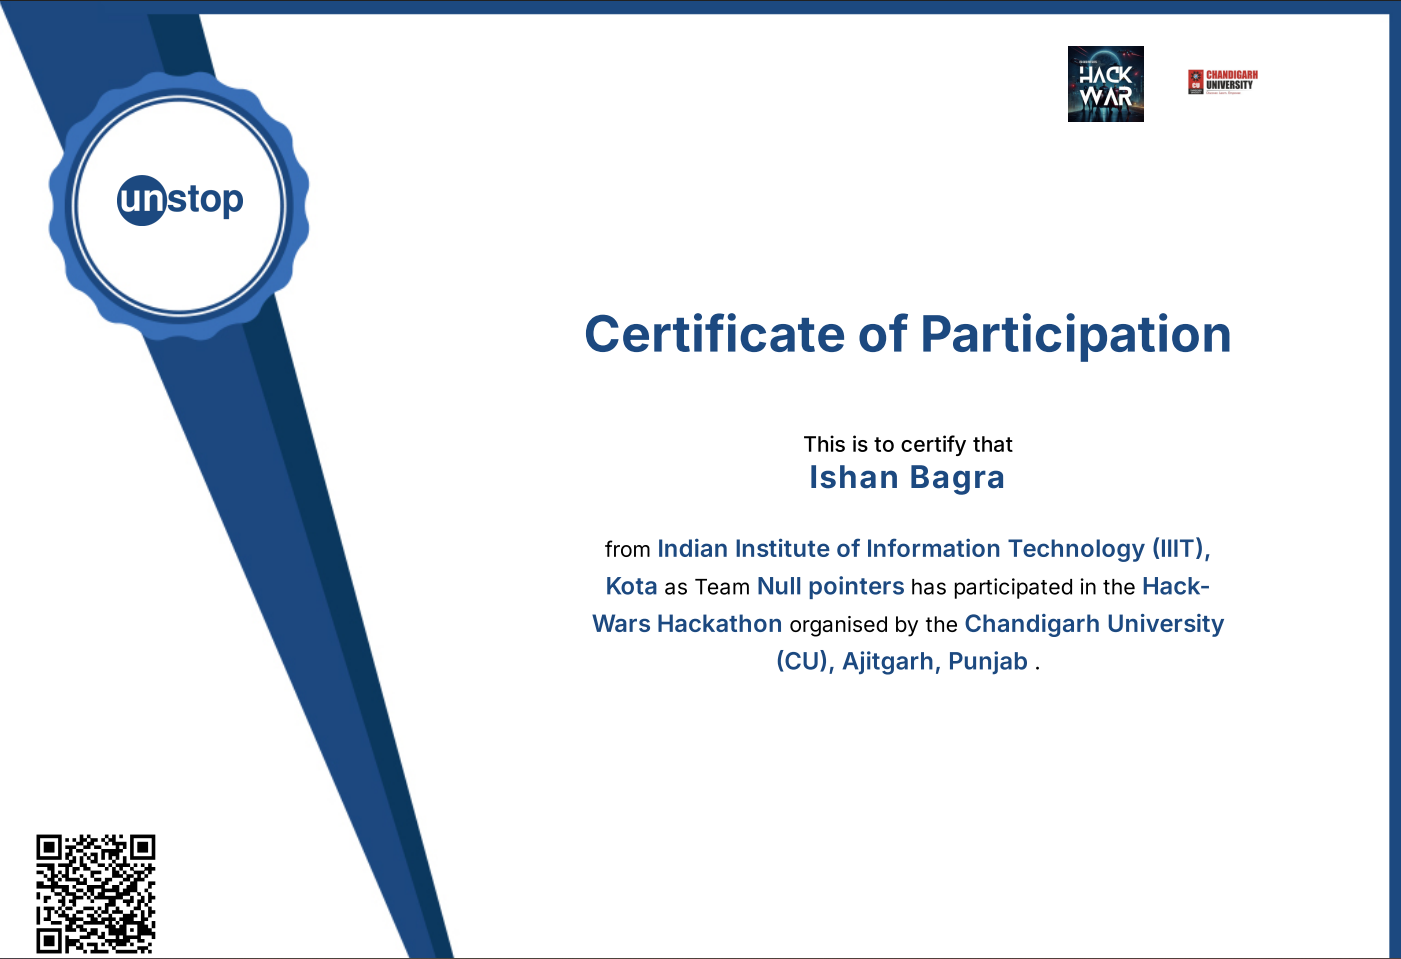 HACK
WAR
CHANDIGARH
UNIVERSITY
CU
unstop
Certificate of Participation
This is to certify that
Ishan Bagra
from Indian Institute of Information Technology (IIIT),
Kota as Team Null pointers has participated in the Hack-
Wars Hackathon organised by the Chandigarh University
(CU), Ajitgarh, Punjab .